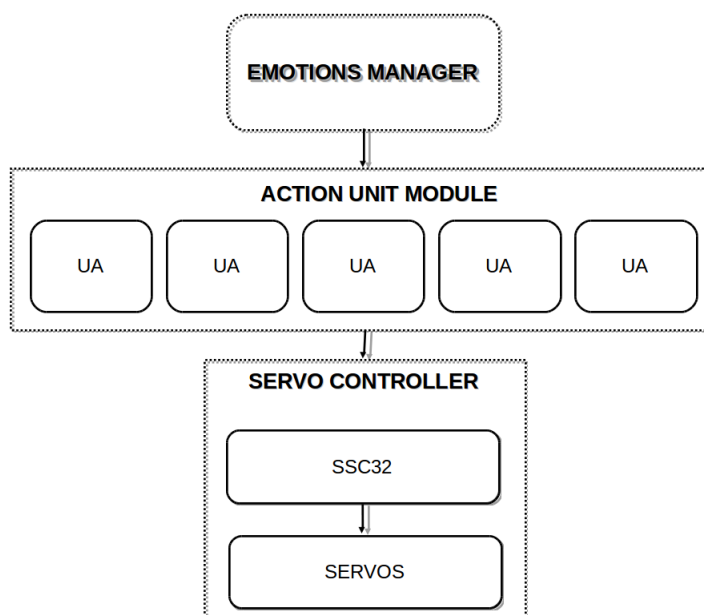 EMOTIONS MANAGER
ACTION UNIT MODULE
UA UA UA UA UA
SERVO CONTROLLER
SSC32
SERVOS